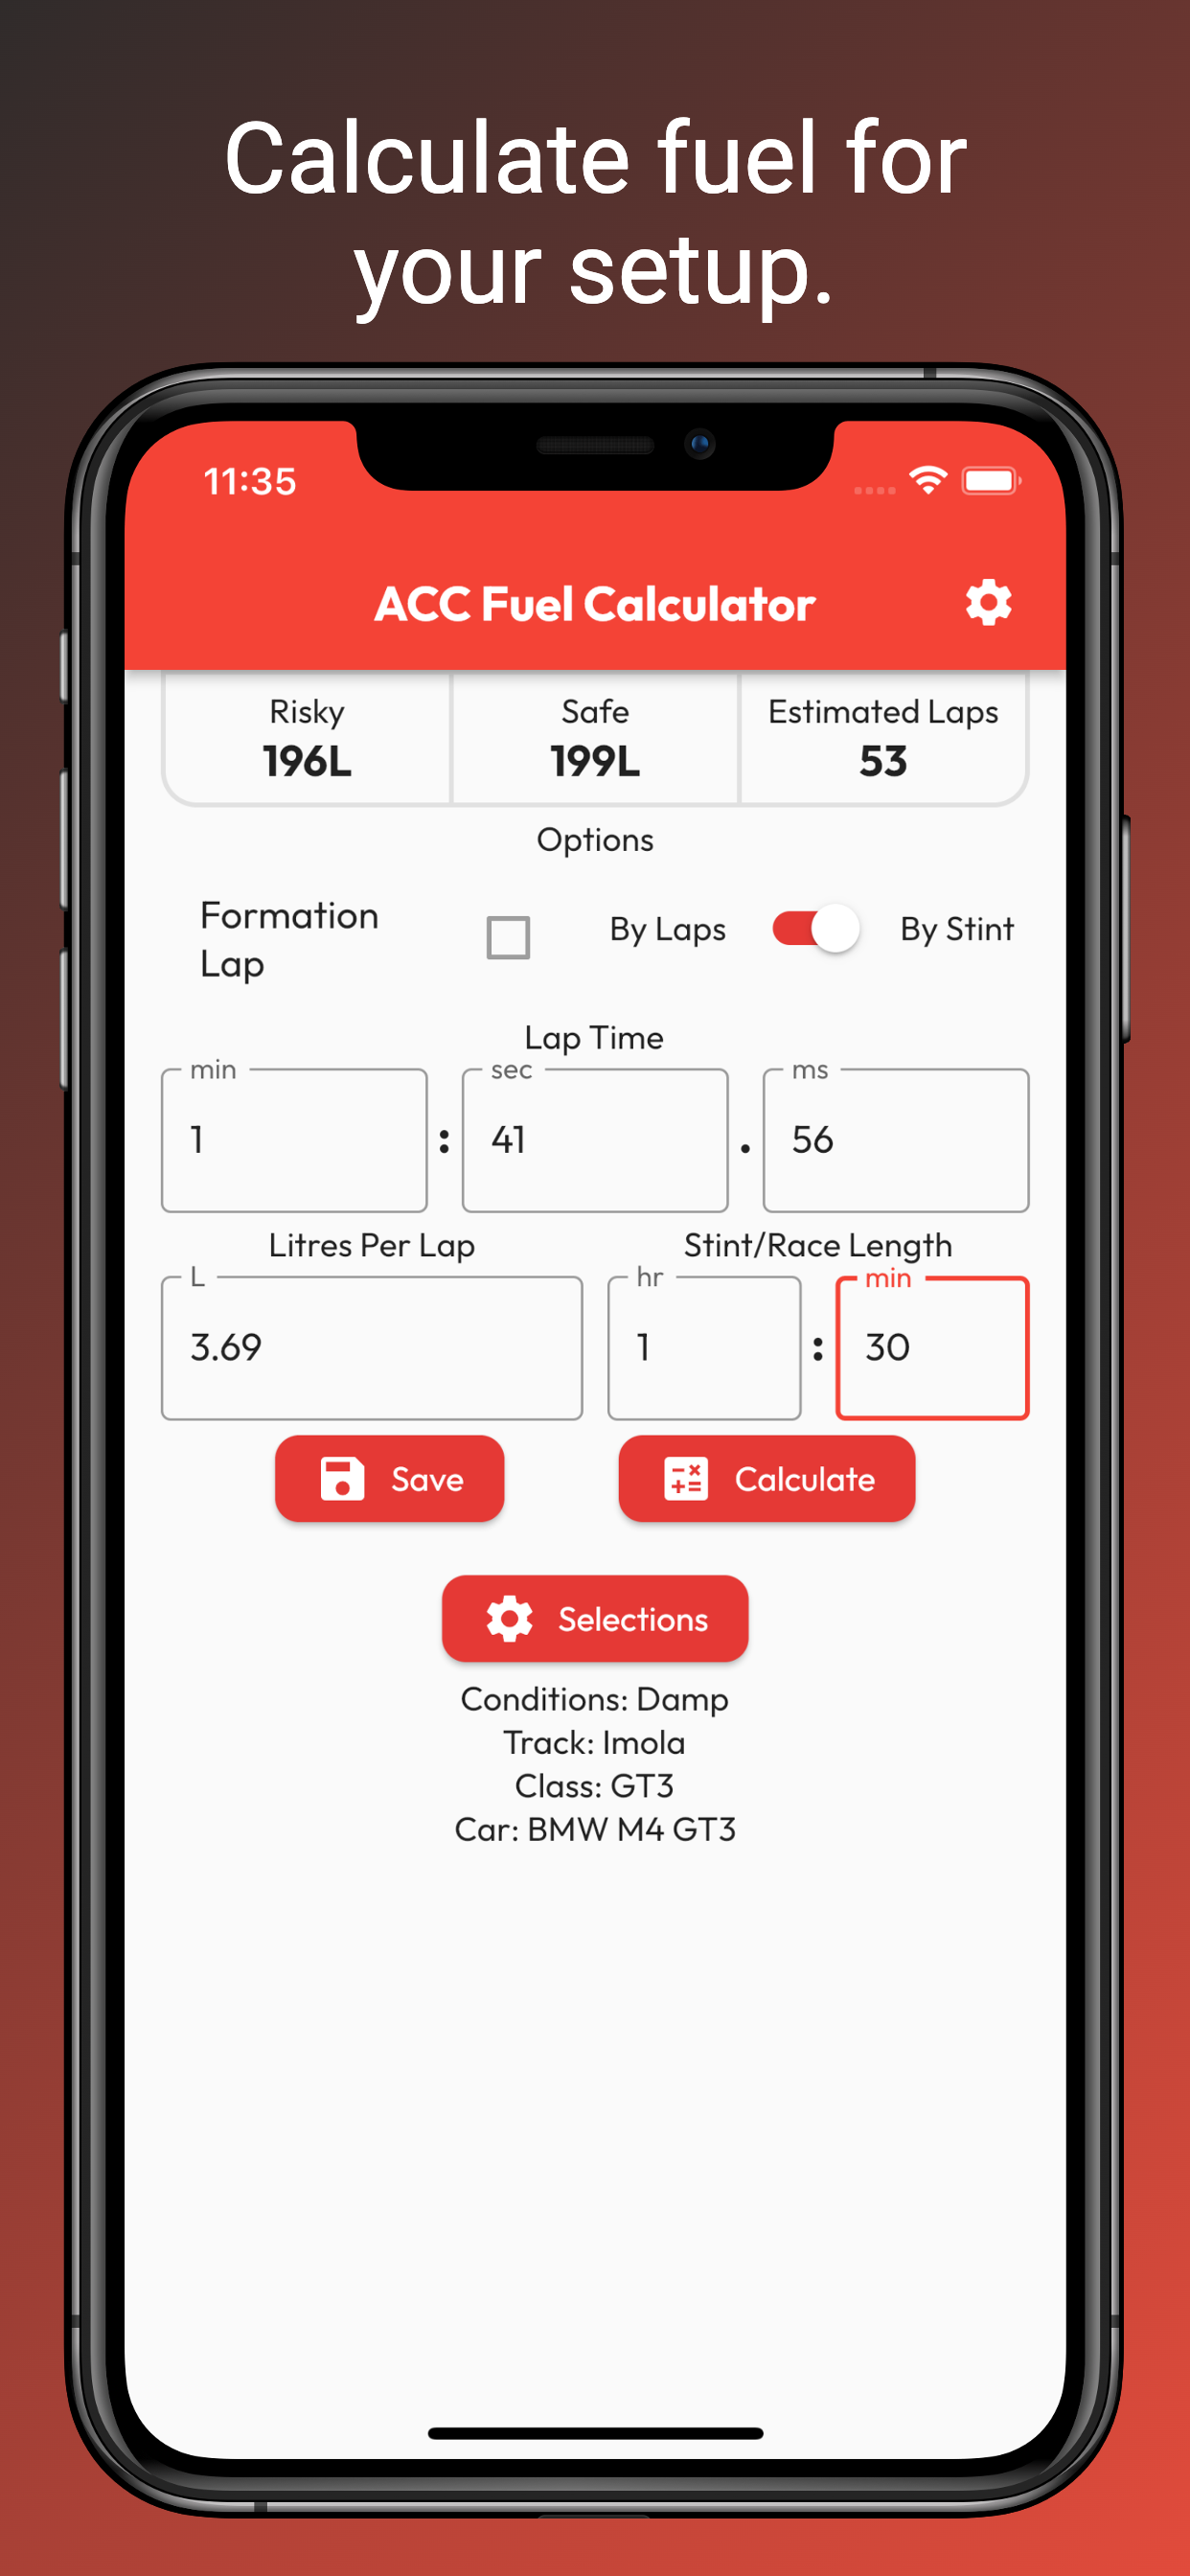 Calculate fuel for
your setup.
11:35
ACC Fuel Calculator
Risky
Safe
Estimated Laps
196L
199L
53
Options
Formation
Lap
By Laps
By Stint
Lap Time
min
sec
ms
1
:
41
.
56
Litres Per Lap
Stint/Race Length
L
hr
min
3.69
1
:
30
Save
Calculate
Selections
Conditions: Damp
Track: Imola
Class: GT3
Car: BMW M4 GT3